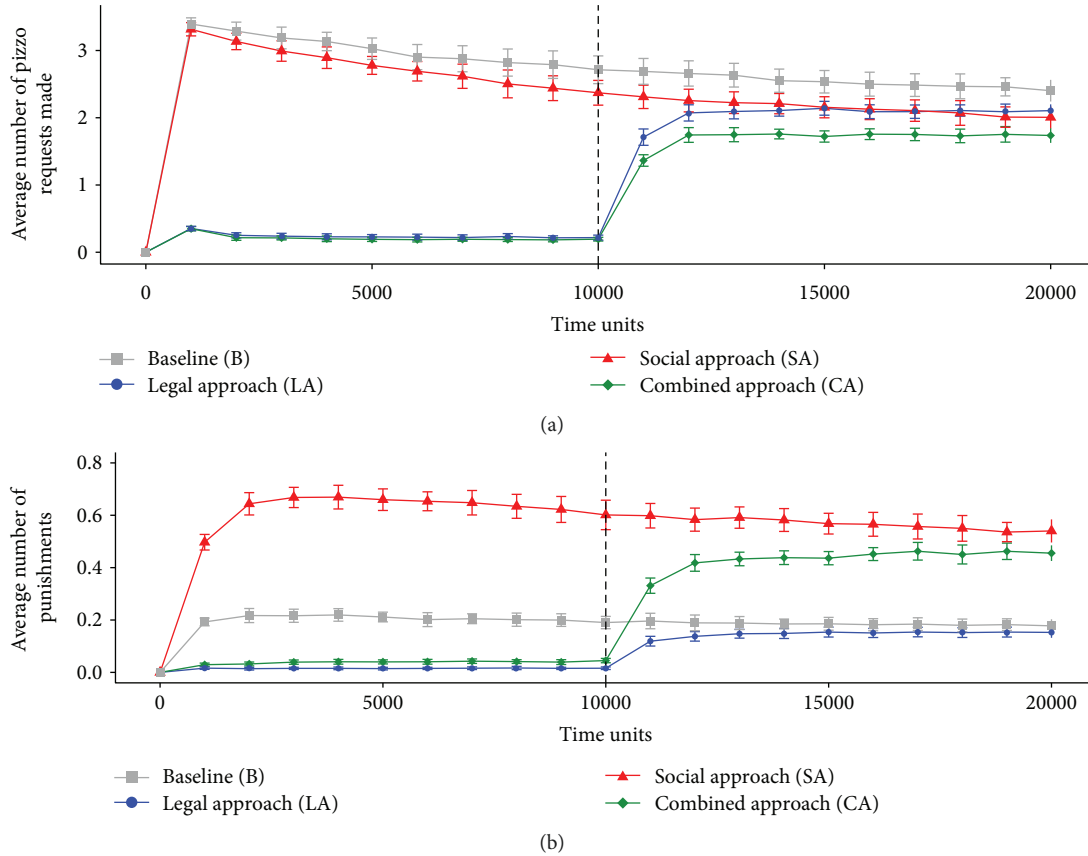 Average number of pizzo
requests made
3
2
1
0
0
5000
10000
15000
20000
Time units
Baseline (B)
Social approach (SA)
Legal approach (LA)
Combined approach (CA)
(a)
Average number of
punishments
0.8
0.6
0.4
0.2
0.0
0
5000
10000
15000
20000
Time units
Baseline (B)
Social approach (SA)
Legal approach (LA)
Combined approach (CA)
(b)